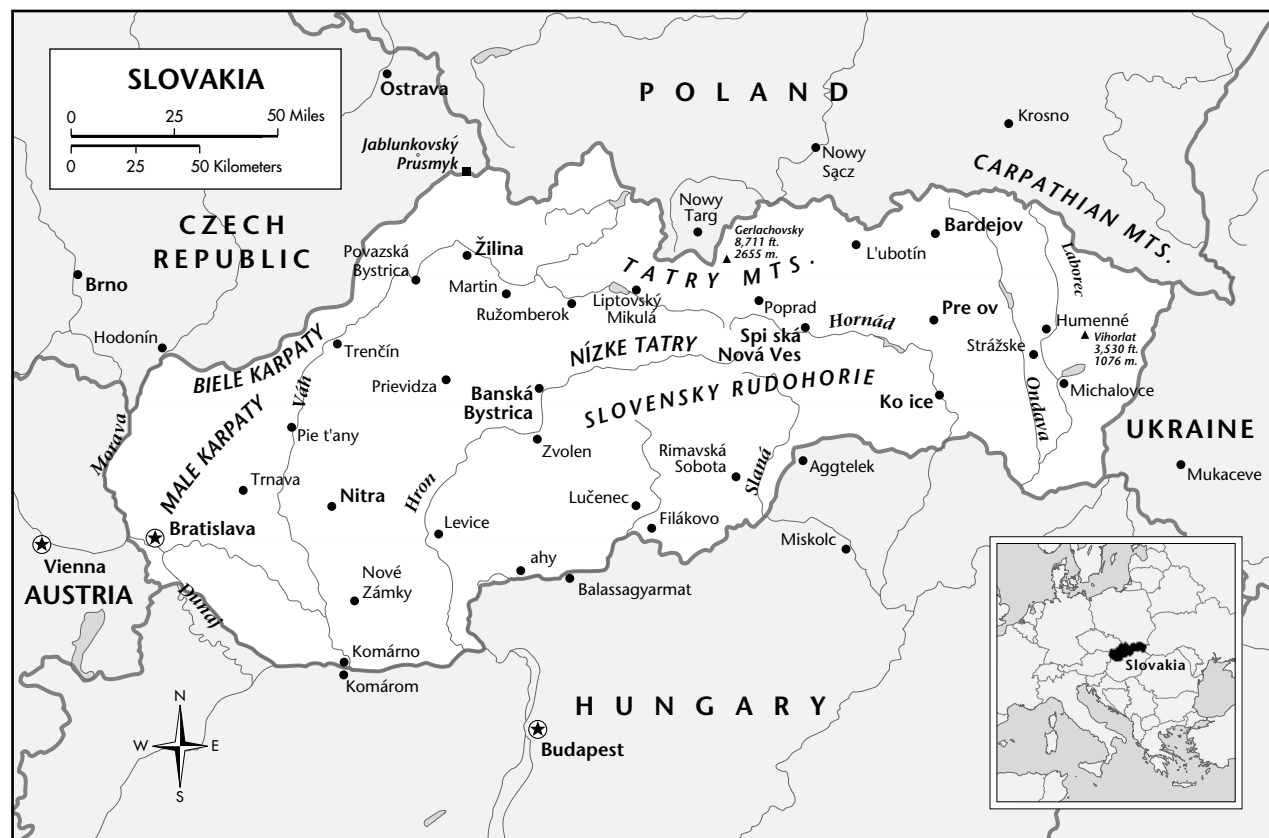 SLOVAKIA
0 25 50 Miles
0 25 50 Kilometers
Ostrava
Jablunkovský
Průsmyk
POLAND
Krosno
Nowy
Sącz
CARPATHIAN MTS.
CZECH
REPUBLIC
Nowy
Targ
Gerlachovsky
8,711 ft.
2655 m.
Bardejov
L'ubotín
Laborec
Povazská
Bystrica
Žilina
TATRY MTS.
Brno
Martin
Ružomberok
Liptovský
Mikulá
Poprad
Hornád
Pre ov
Humenné
Vihorlat
3,530 ft.
1076 m.
Hodonín
Trenčín
Spi ská
Nová Ves
Strážske
BIELE KARPATY
Váh
NÍZKE TATRY
Prievidza
Banská
Bystrica
SLOVENSKY RUDOHORIE
Ko ice
Michalovce
Ondava
Morava
MALE KARPATY
Pie t'any
Zvolen
UKRAINE
Rimavská
Sobota
Slaná
Aggtelek
Mukaceve
Trnava
Nitra
Hron
Lučenec
Bratislava
Levice
Filákovo
Miskolc
Vienna
AUSTRIA
Dunaj
Nové
Zámky
ahy
Balassagyarmat
Komárno
Komárom
HUNGARY
Budapest
N
W E
S
Slovakia